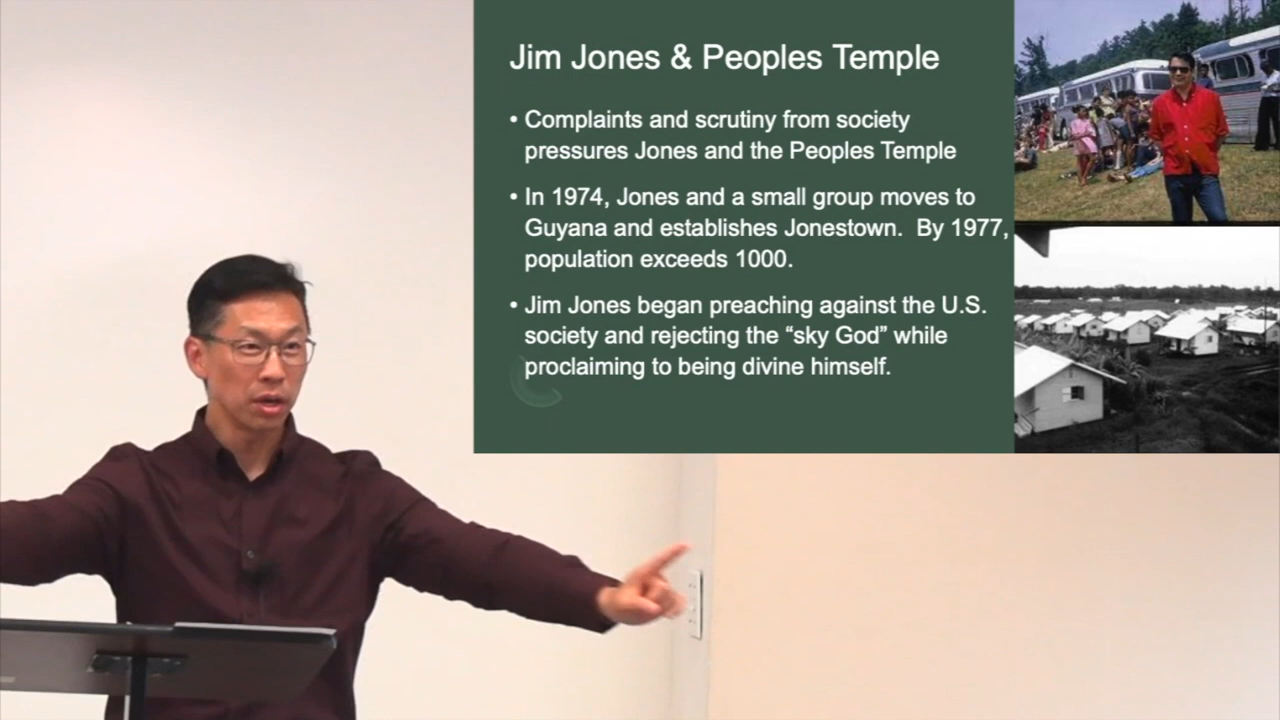 Jim Jones & Peoples Temple
• Complaints and scrutiny from society
pressures Jones and the Peoples Temple
• In 1974, Jones and a small group moves to
Guyana and establishes Jonestown.  By 1977,
population exceeds 1000.
• Jim Jones began preaching against the U.S.
society and rejecting the “sky God” while
proclaiming to being divine himself.